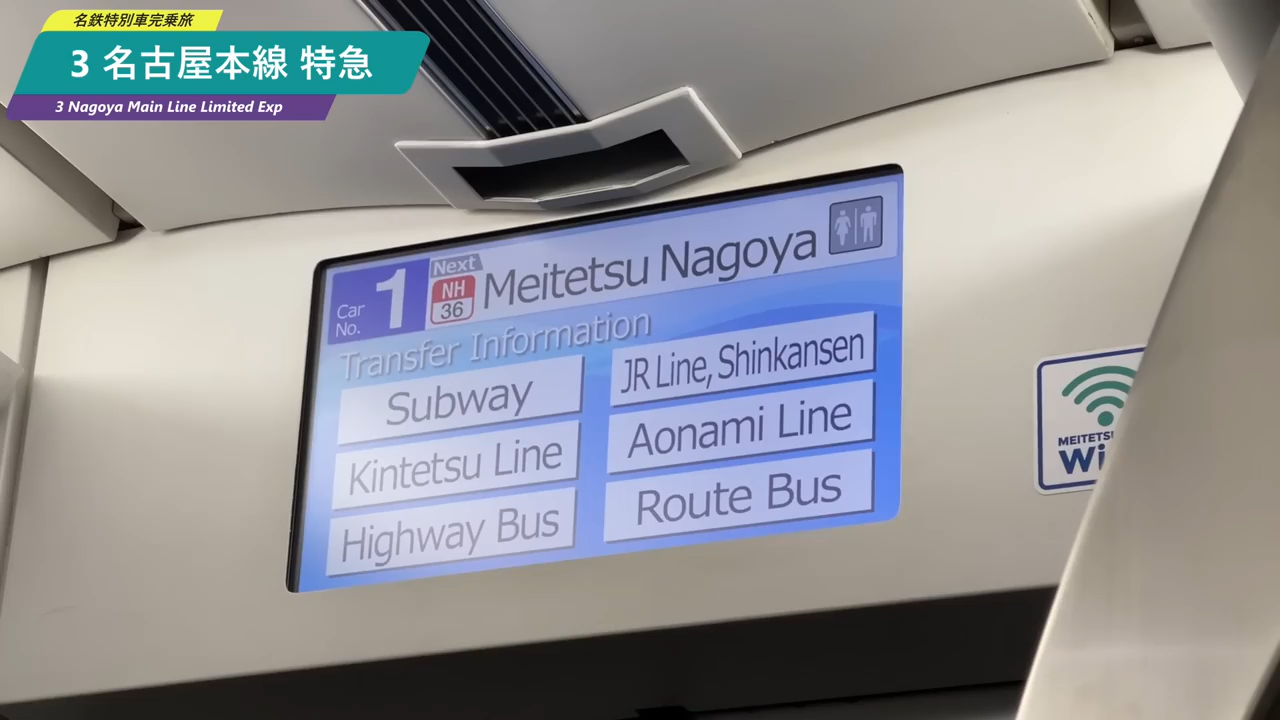 名鉄特別車完乗旅
3 名古屋本線 特急
3 Nagoya Main Line Limited Exp
Car No. 1
Next
NH 36
Meitetsu Nagoya
Transfer Information
Subway
JR Line, Shinkansen
Kintetsu Line
Aonami Line
Highway Bus
Route Bus